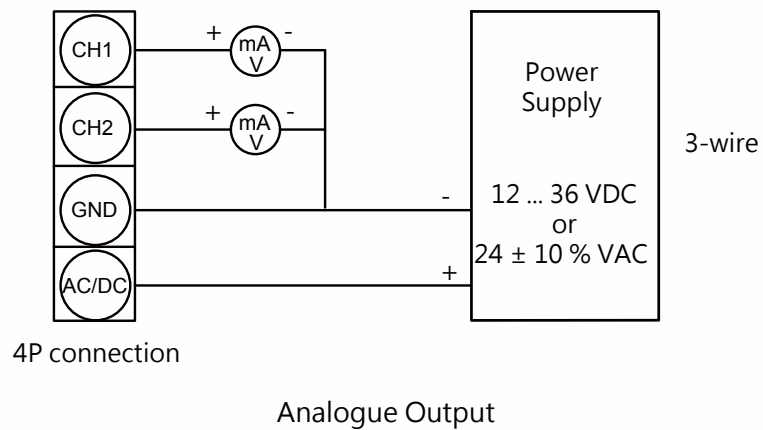 CH1
+
mA
V
-
CH2
+
mA
V
-
GND
-
AC/DC
+
Power
Supply
12 ... 36 VDC
or
24 ± 10 % VAC
3-wire
4P connection
Analogue Output